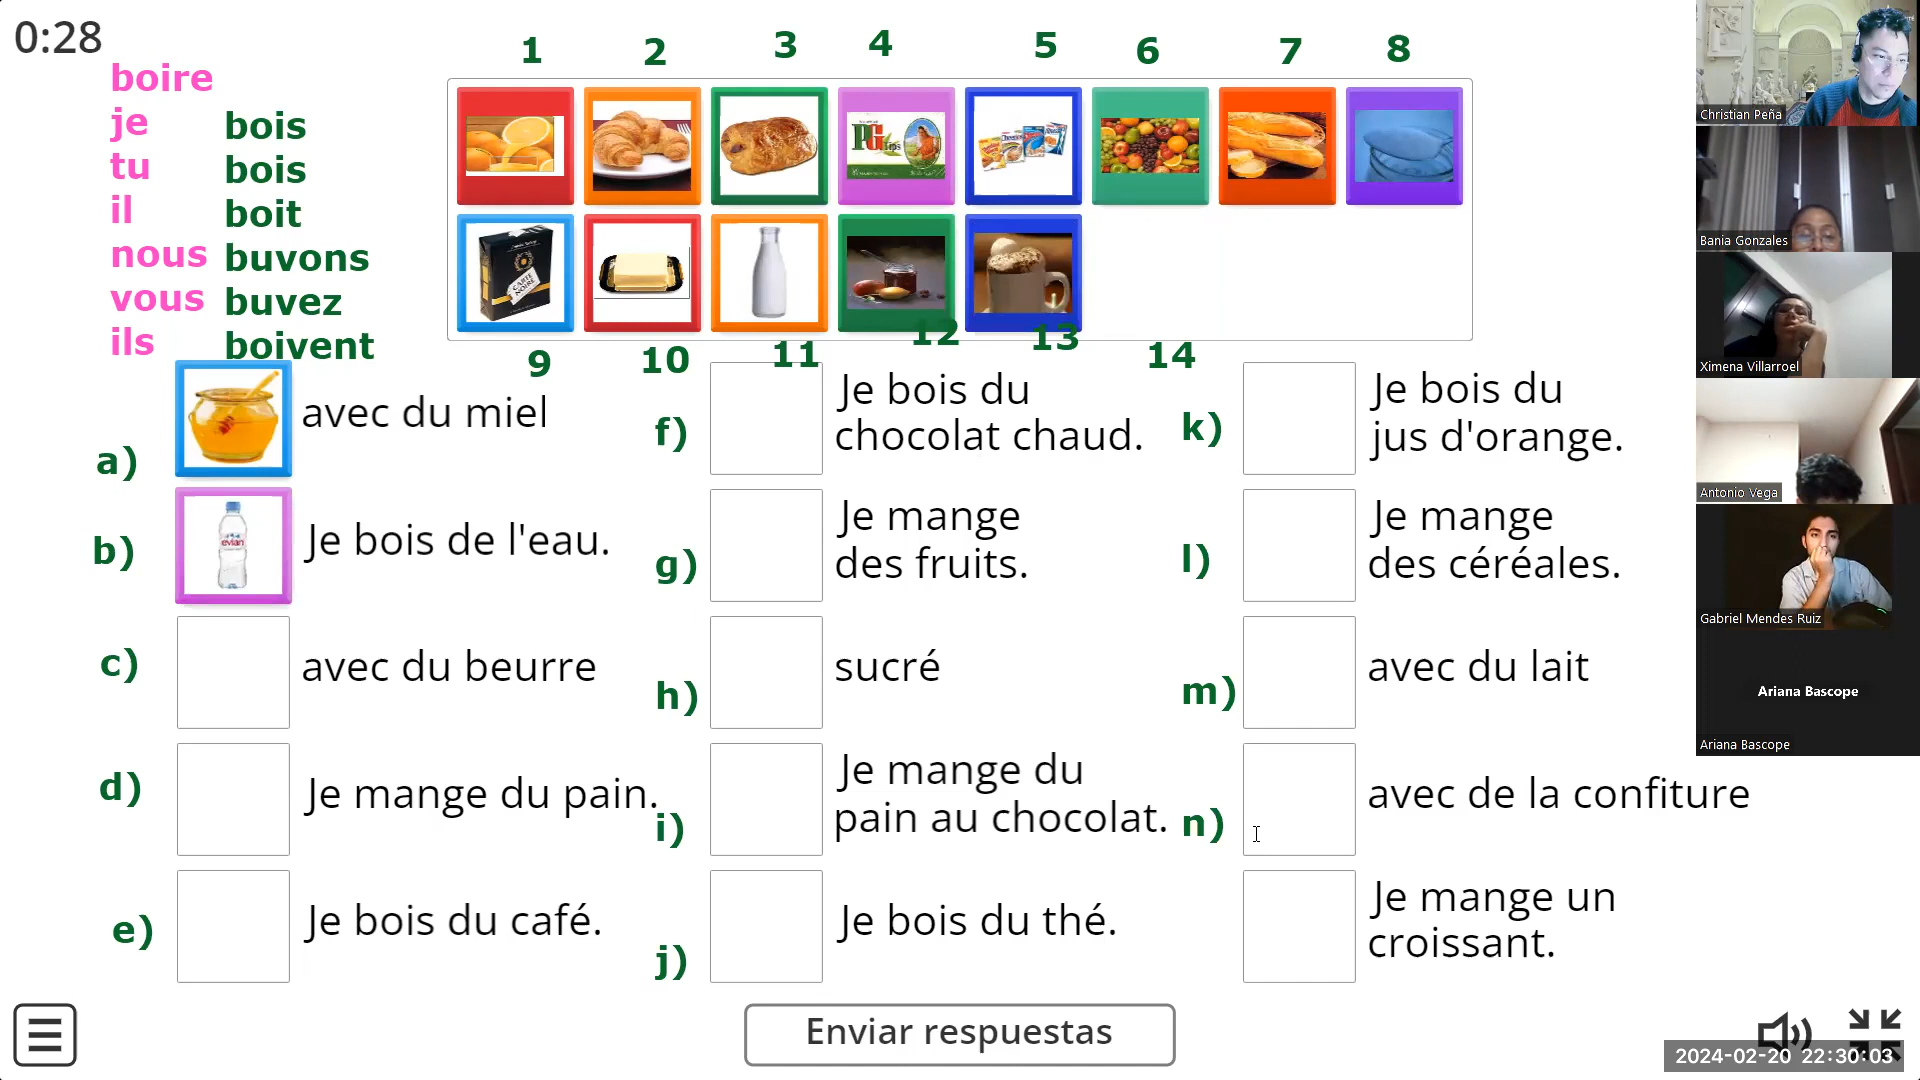 0:28
boire
je bois
tu bois
il boit
nous buvons
vous buvez
ils boivent
1 2 3 4 5 6 7 8
PG tips
CARTE NOIRE
9 10 11 12 13 14
a) avec du miel
b) evian Je bois de l'eau.
c) avec du beurre
d) Je mange du pain.
e) Je bois du café.
f) Je bois du
chocolat chaud.
g) Je mange
des fruits.
h) sucré
i) Je mange du
pain au chocolat.
j) Je bois du thé.
k) Je bois du
jus d'orange.
l) Je mange
des céréales.
m) avec du lait
n) avec de la confiture
Je mange un
croissant.
Enviar respuestas
Christian Peña
Bania Gonzales
Ximena Villarroel
Antonio Vega
Gabriel Mendes Ruiz
Ariana Bascope
Ariana Bascope
2024-02-20 22:30:03